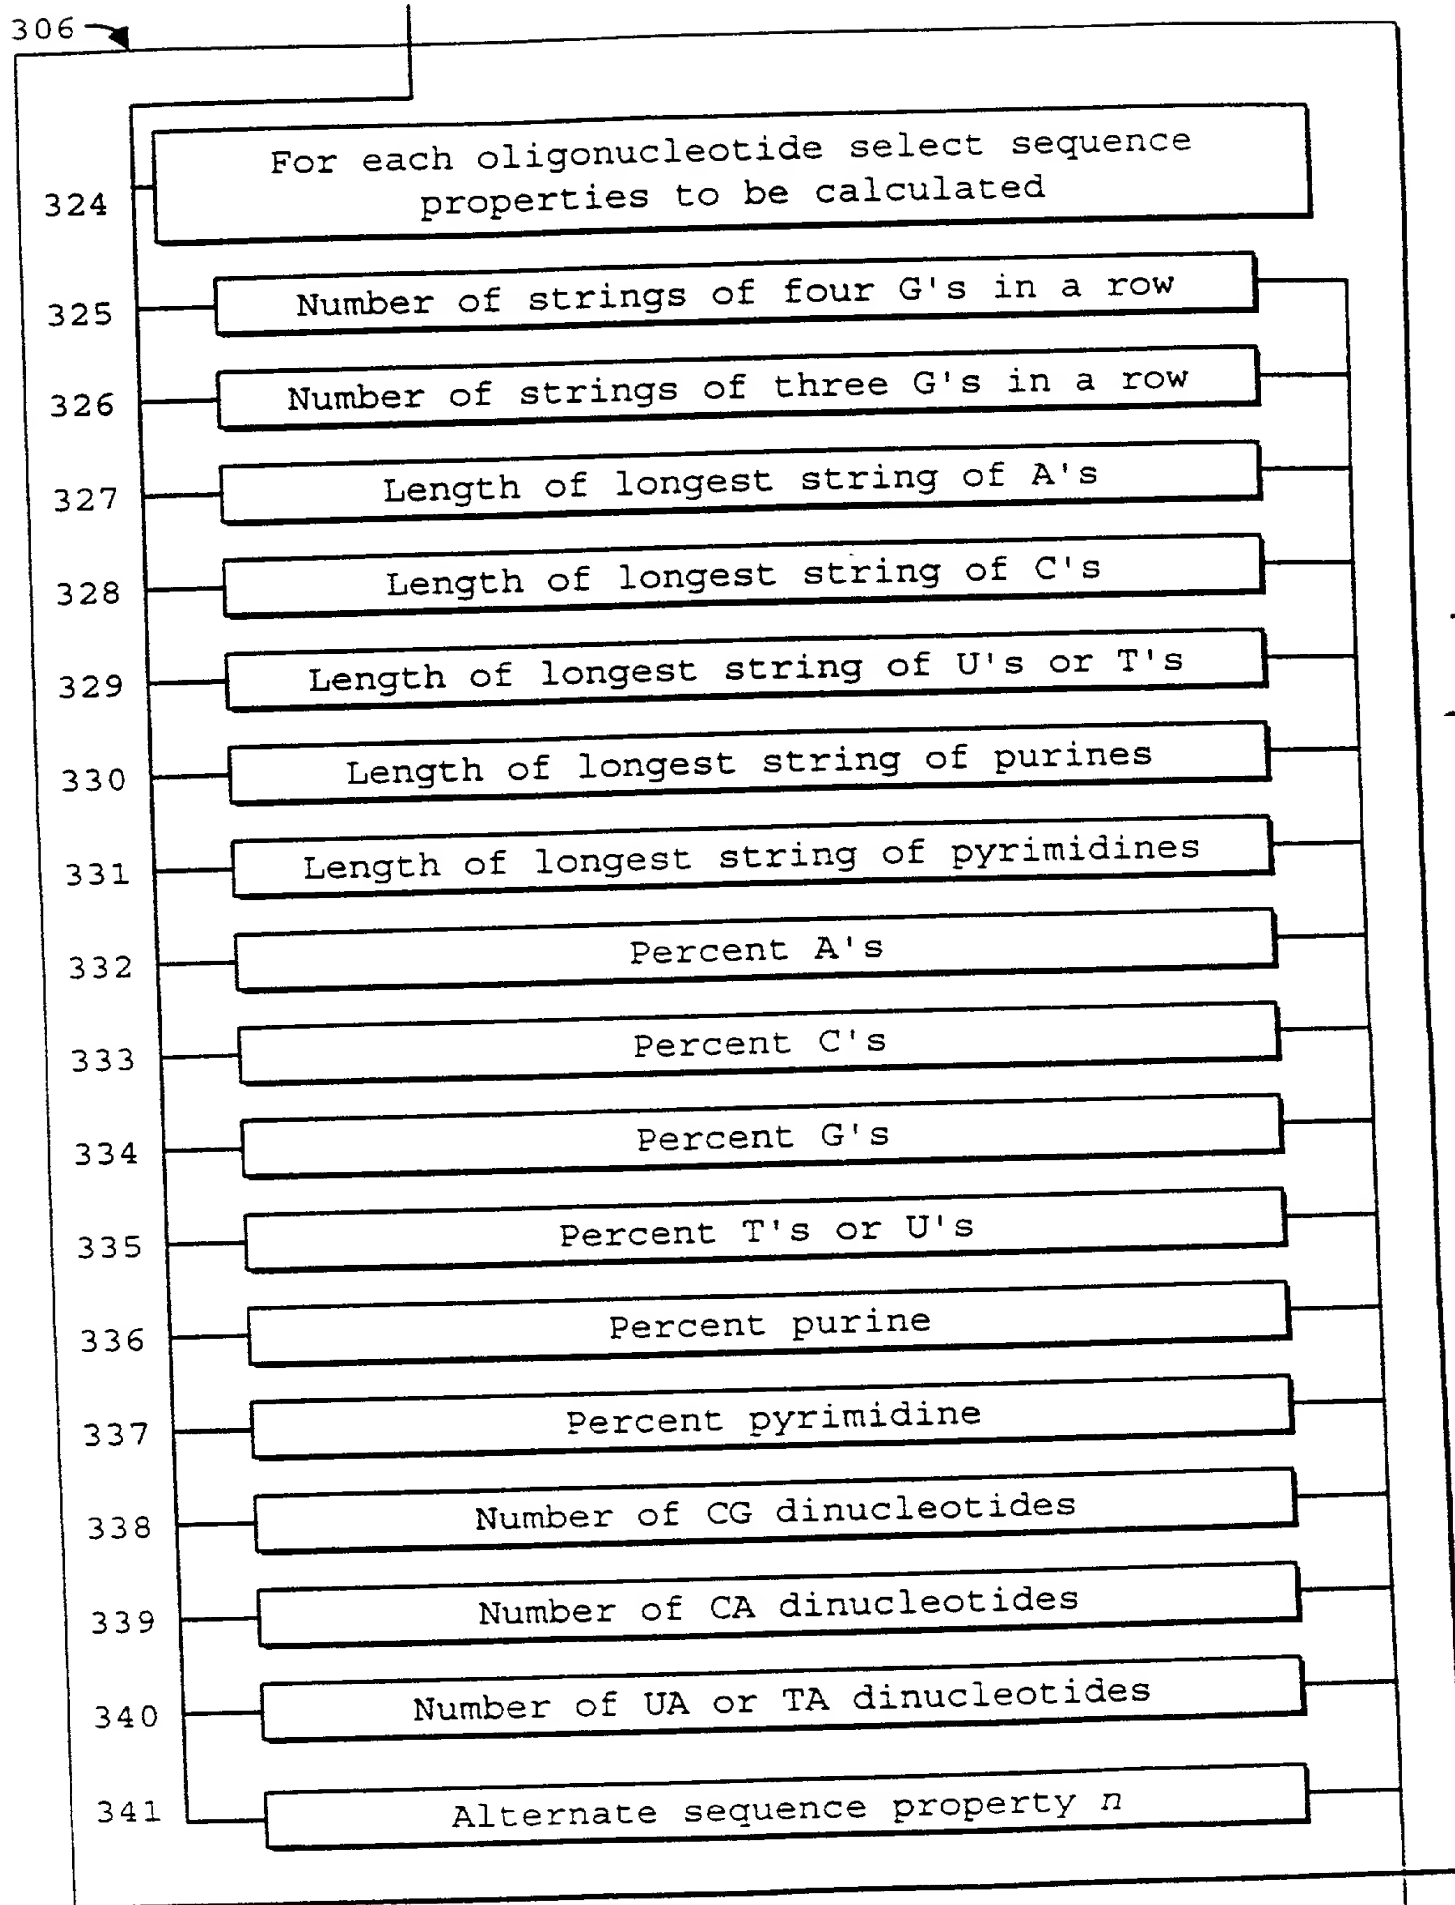 306
324
For each oligonucleotide select sequence
properties to be calculated
325
Number of strings of four G's in a row
326
Number of strings of three G's in a row
327
Length of longest string of A's
328
Length of longest string of C's
329
Length of longest string of U's or T's
330
Length of longest string of purines
331
Length of longest string of pyrimidines
332
Percent A's
333
Percent C's
334
Percent G's
335
Percent T's or U's
336
Percent purine
337
Percent pyrimidine
338
Number of CG dinucleotides
339
Number of CA dinucleotides
340
Number of UA or TA dinucleotides
341
Alternate sequence property n